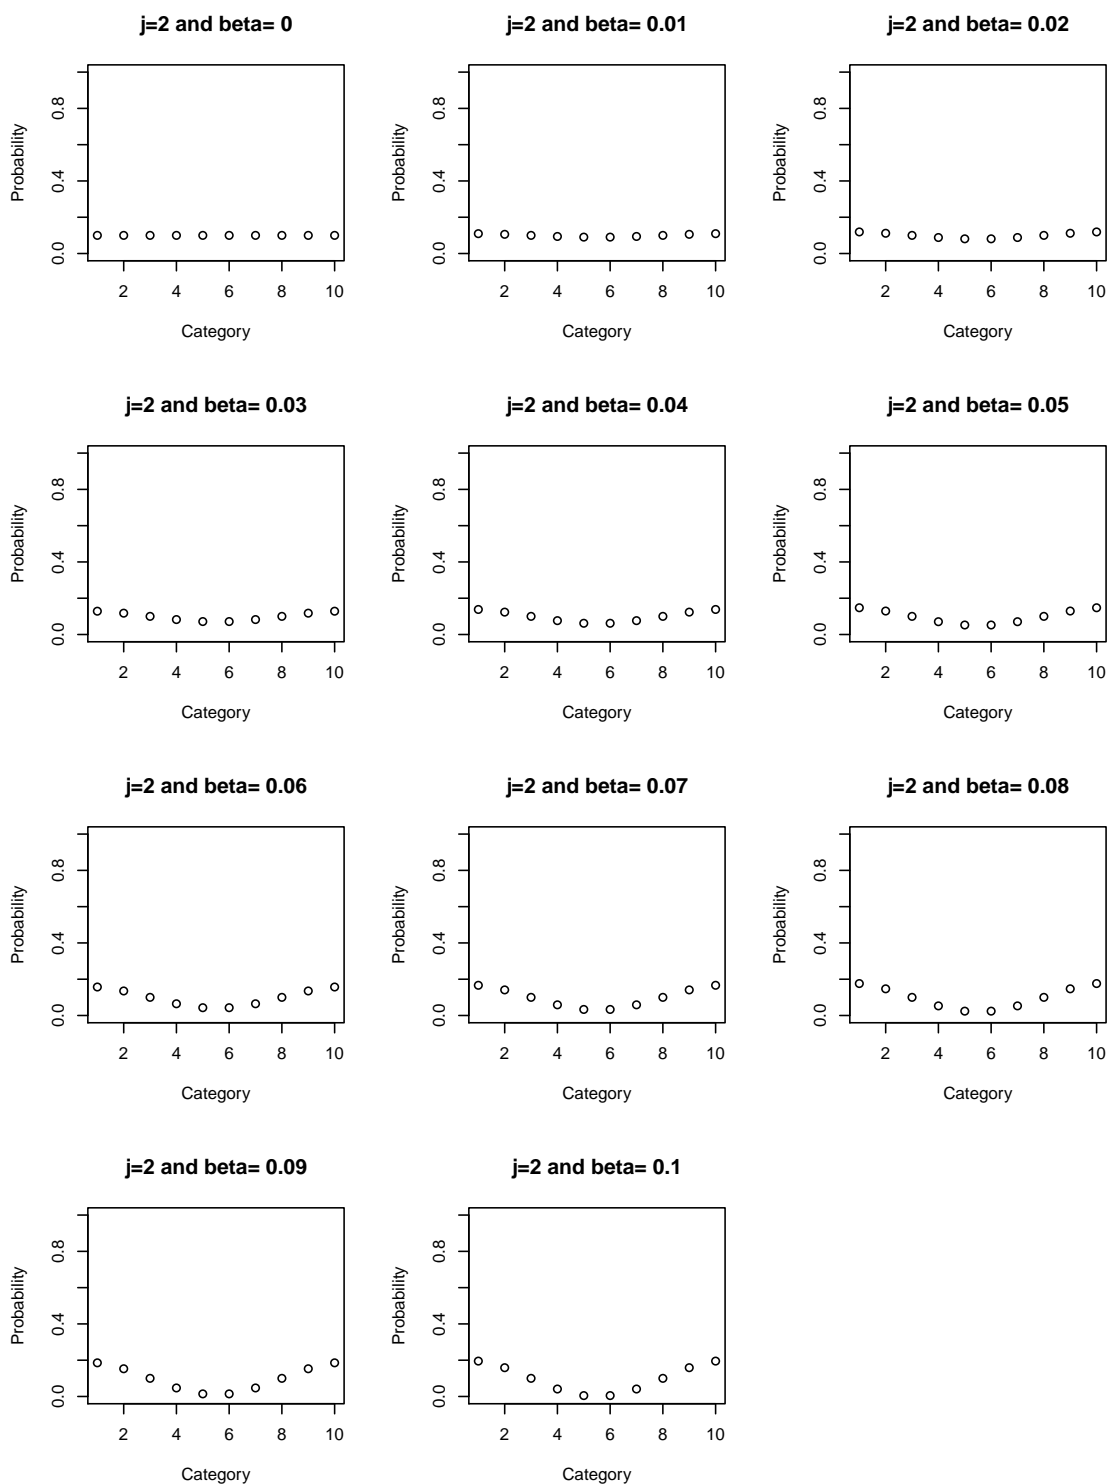 j=2 and beta= 0
Probability
0.0 0.4 0.8
2 4 6 8 10
Category
j=2 and beta= 0.01
Probability
0.0 0.4 0.8
2 4 6 8 10
Category
j=2 and beta= 0.02
Probability
0.0 0.4 0.8
2 4 6 8 10
Category
j=2 and beta= 0.03
Probability
0.0 0.4 0.8
2 4 6 8 10
Category
j=2 and beta= 0.04
Probability
0.0 0.4 0.8
2 4 6 8 10
Category
j=2 and beta= 0.05
Probability
0.0 0.4 0.8
2 4 6 8 10
Category
j=2 and beta= 0.06
Probability
0.0 0.4 0.8
2 4 6 8 10
Category
j=2 and beta= 0.07
Probability
0.0 0.4 0.8
2 4 6 8 10
Category
j=2 and beta= 0.08
Probability
0.0 0.4 0.8
2 4 6 8 10
Category
j=2 and beta= 0.09
Probability
0.0 0.4 0.8
2 4 6 8 10
Category
j=2 and beta= 0.1
Probability
0.0 0.4 0.8
2 4 6 8 10
Category